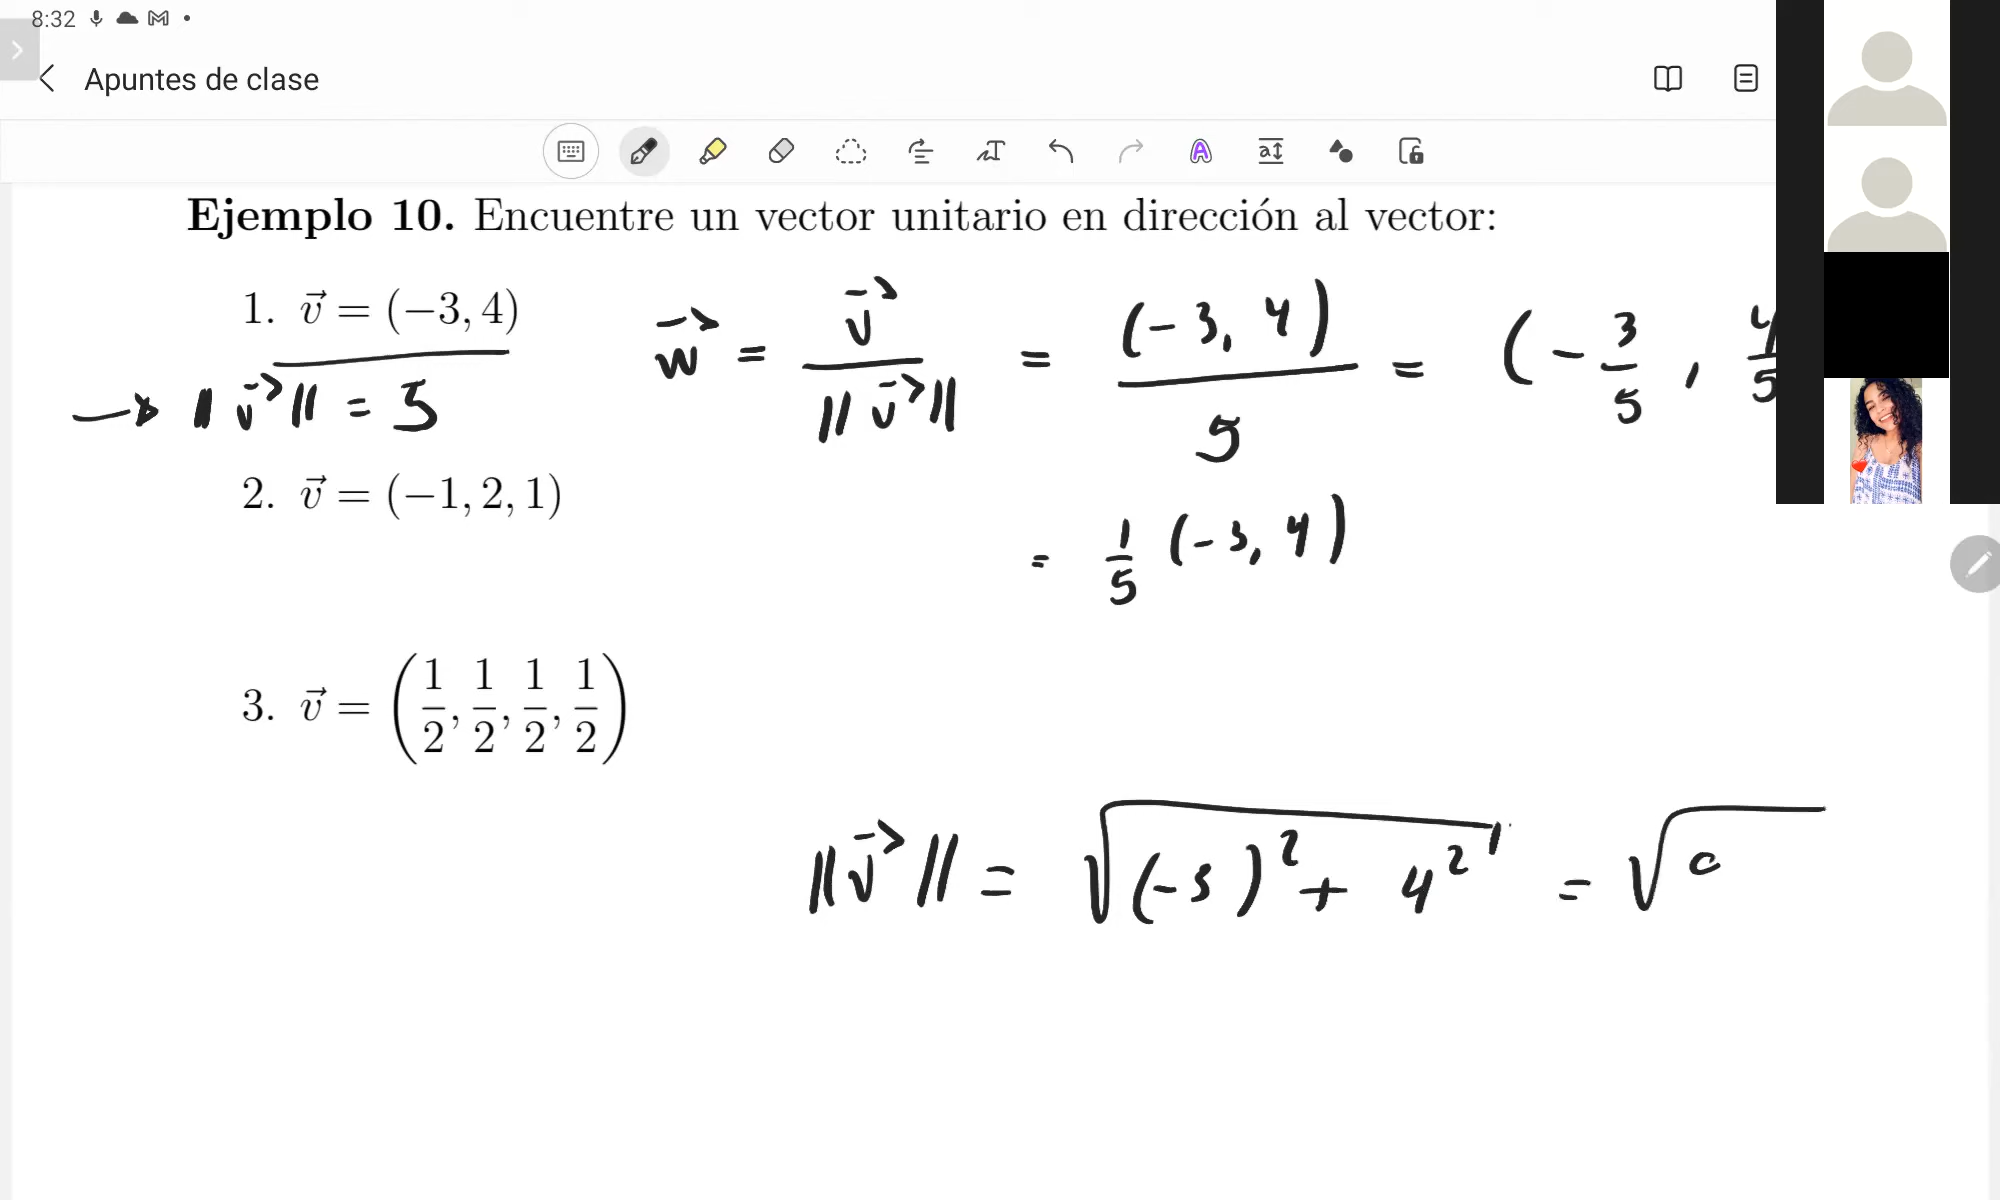 8:32
Apuntes de clase
Ejemplo 10. Encuentre un vector unitario en dirección al vector:
1. v⃗ = (−3, 4)
w⃗ = v⃗ / ||v⃗|| = (-3, 4) / 5 = (-3/5, 4/5
→ ||v⃗|| = 5
2. v⃗ = (−1, 2, 1)
= 1/5 (-3, 4)
3. v⃗ = (1/2, 1/2, 1/2, 1/2)
||v⃗|| = √((-3)² + 4²) = √